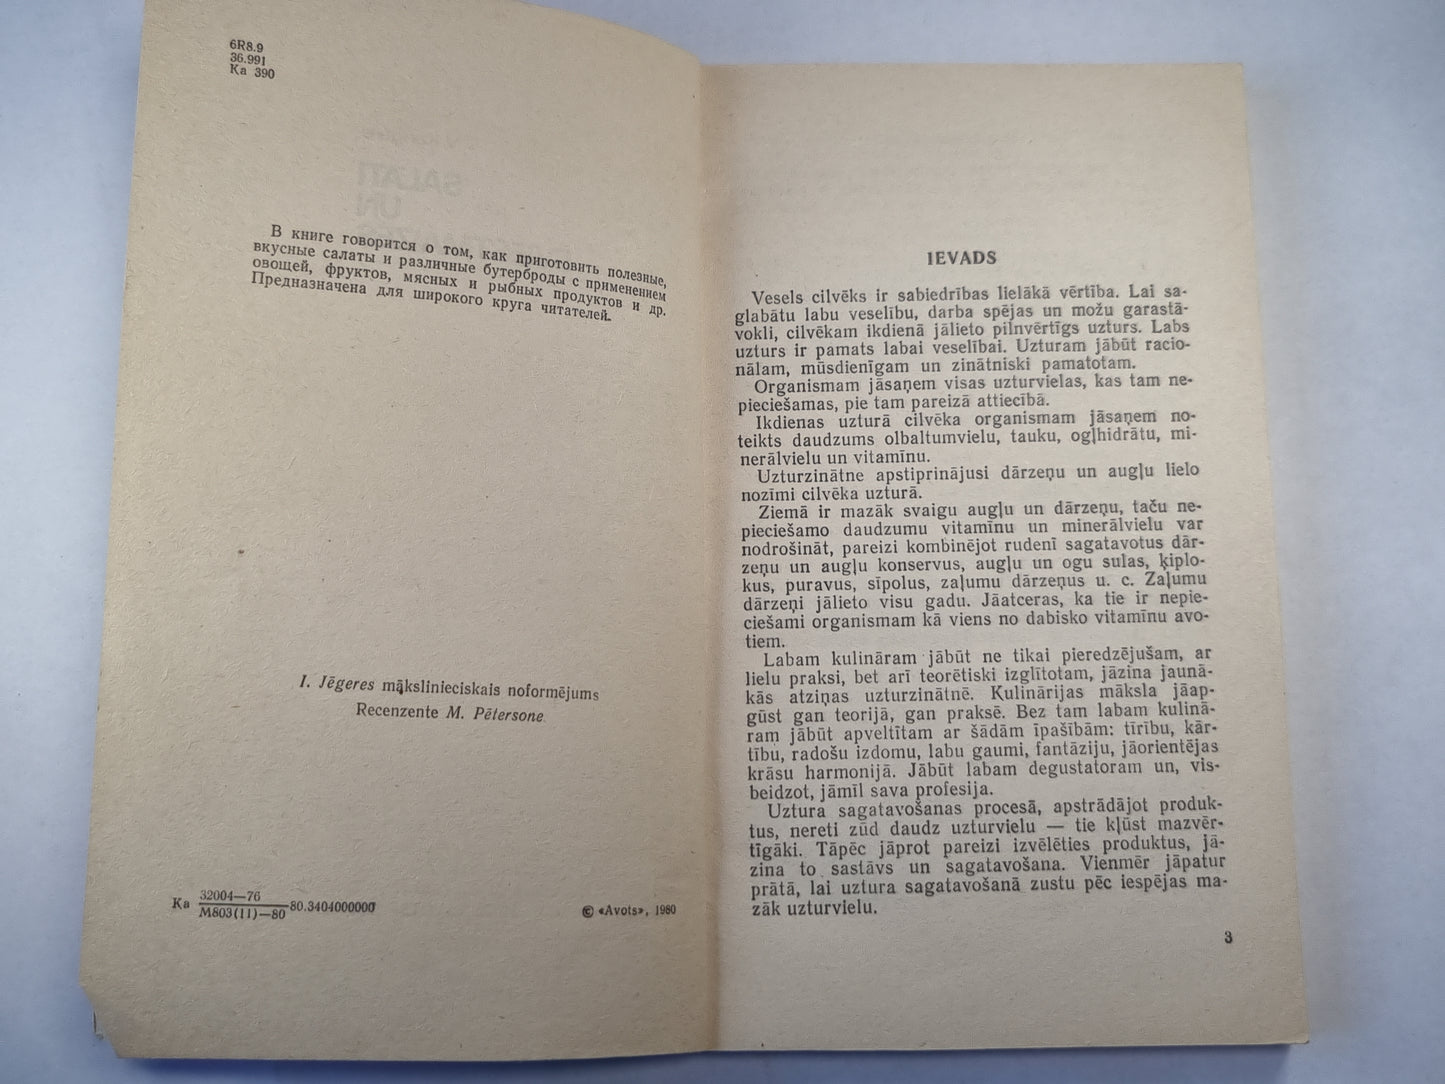 6R8.9
36.991
Ka 390
SALĀTI
UN
В книге говорится о том, как приготовить полезные,
вкусные салаты и различные бутерброды с применением
овощей, фруктов, мясных и рыбных продуктов и др.
Предназначена для широкого круга читателей.
I. Jēgeres mākslinieciskais noformējums
Recenzente M. Pētersone
Ka 32004—76
M803(11)—80 80.3404000000
© «Avots», 1980
IEVADS
Vesels cilvēks ir sabiedrības lielākā vērtība. Lai sa-
glabātu labu veselību, darba spējas un možu garastā-
vokli, cilvēkam ikdienā jālieto pilnvērtīgs uzturs. Labs
uzturs ir pamats labai veselībai. Uzturam jābūt racio-
nālam, mūsdienīgam un zinātniski pamatotam.
Organismam jāsaņem visas uzturvielas, kas tam ne-
pieciešamas, pie tam pareizā attiecībā.
Ikdienas uzturā cilvēka organismam jāsaņem no-
teikts daudzums olbaltumvielu, tauku, ogļhidrātu, mi-
nerālvielu un vitamīnu.
Uzturzinātne apstiprinājusi dārzeņu un augļu lielo
nozīmi cilvēka uzturā.
Ziemā ir mazāk svaigu augļu un dārzeņu, taču ne-
pieciešamo daudzumu vitamīnu un minerālvielu var
nodrošināt, pareizi kombinējot rudenī sagatavotus dār-
zeņu un augļu konservus, augļu un ogu sulas, ķiplo-
kus, puravus, sīpolus, zaļumu dārzeņus u. c. Zaļumu
dārzeņi jālieto visu gadu. Jāatceras, ka tie ir nepie-
ciešami organismam kā viens no dabisko vitamīnu avo-
tiem.
Labam kulināram jābūt ne tikai pieredzējušam, ar
lielu praksi, bet arī teorētiski izglītotam, jāzina jaunā-
kās atziņas uzturzinātnē. Kulinārijas māksla jāap-
gūst gan teorijā, gan praksē. Bez tam labam kulinā-
ram jābūt apveltītam ar šādām īpašībām: tīrību, kār-
tību, radošu izdomu, labu gaumi, fantāziju, jāorientējas
krāsu harmonijā. Jābūt labam degustatoram un, vis-
beidzot, jāmīl sava profesija.
Uztura sagatavošanas procesā, apstrādājot produk-
tus, nereti zūd daudz uzturvielu — tie kļūst mazvēr-
tīgāki. Tāpēc jāprot pareizi izvēlēties produktus, jā-
zina to sastāvs un sagatavošana. Vienmēr jāpatur
prātā, lai uztura sagatavošanā zustu pēc iespējas ma-
zāk uzturvielu.
3